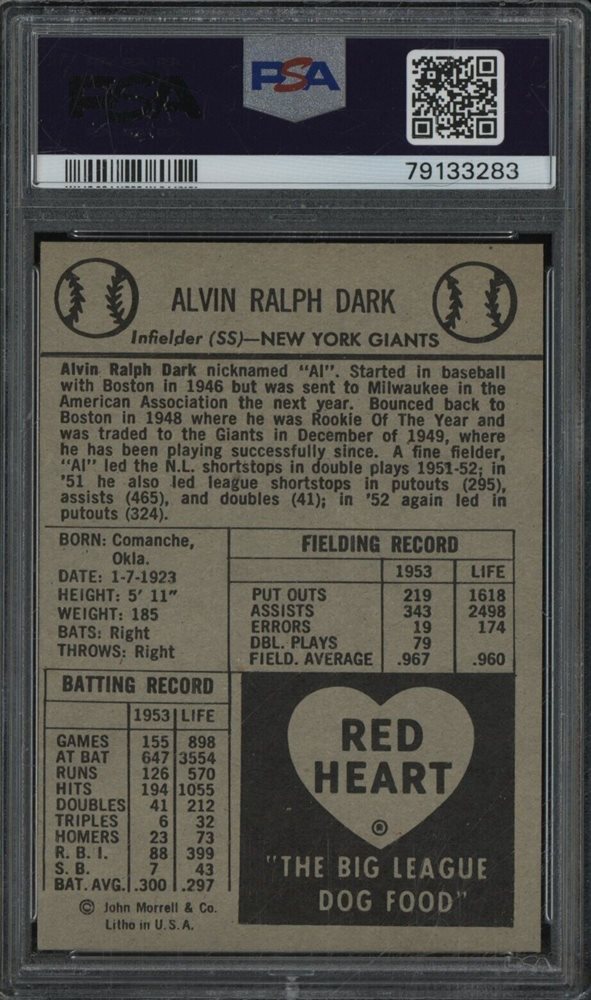 PSA
79133283
ALVIN RALPH DARK
Infielder (SS)—NEW YORK GIANTS
Alvin Ralph Dark nicknamed "Al". Started in baseball
with Boston in 1946 but was sent to Milwaukee in the
American Association the next year. Bounced back to
Boston in 1948 where he was Rookie Of The Year and
was traded to the Giants in December of 1949, where
he has been playing successfully since. A fine fielder,
"Al" led the N.L. shortstops in double plays 1951-52; in
'51 he also led league shortstops in putouts (295),
assists (465), and doubles (41); in '52 again led in
putouts (324).
BORN: Comanche,
Okla.
DATE: 1-7-1923
HEIGHT: 5' 11"
WEIGHT: 185
BATS: Right
THROWS: Right
FIELDING RECORD
1953 LIFE
PUT OUTS 219 1618
ASSISTS 343 2498
ERRORS 19 174
DBL. PLAYS 79
FIELD. AVERAGE .967 .960
BATTING RECORD
1953 LIFE
GAMES 155 898
AT BAT 647 3554
RUNS 126 570
HITS 194 1055
DOUBLES 41 212
TRIPLES 6 32
HOMERS 23 73
R. B. I. 88 399
S. B. 7 43
BAT. AVG. .300 .297
© John Morrell & Co.
Litho in U.S.A.
RED
HEART
®
"THE BIG LEAGUE
DOG FOOD"
PSA